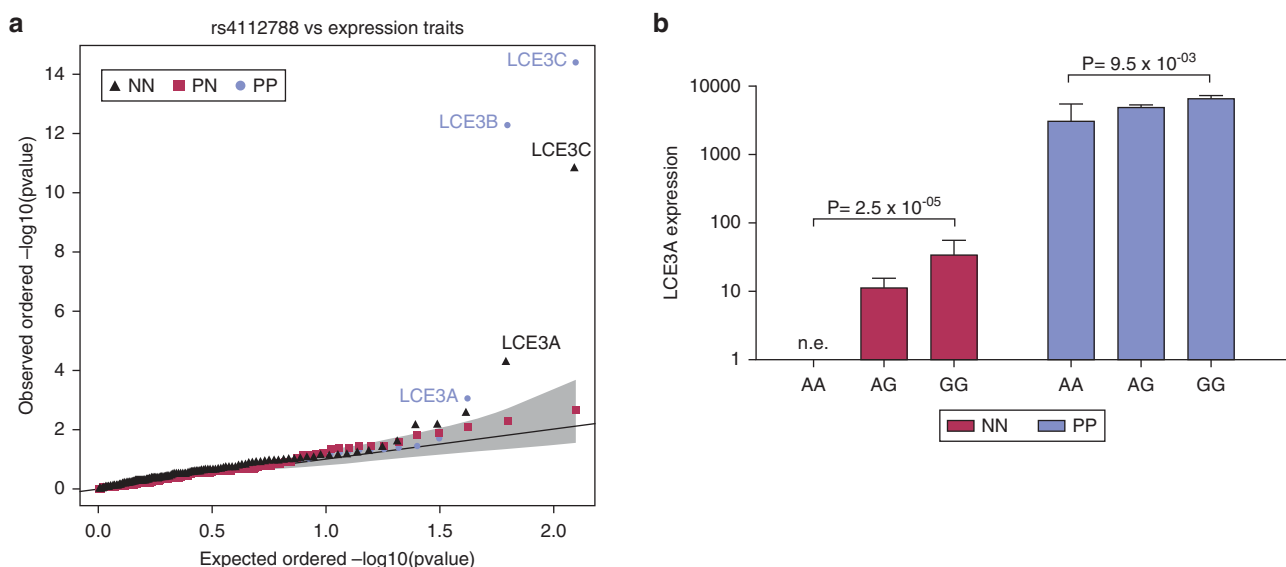 a
rs4112788 vs expression traits
Observed ordered –log10(pvalue)
14
12
10
8
6
4
2
0
NN PN PP
LCE3C
LCE3B
LCE3C
LCE3A
LCE3A
0.0 0.5 1.0 1.5 2.0
Expected ordered –log10(pvalue)
b
LCE3A expression
10000
1000
100
10
1
P= 9.5 x 10-03
P= 2.5 x 10-05
n.e.
AA AG GG AA AG GG
NN PP